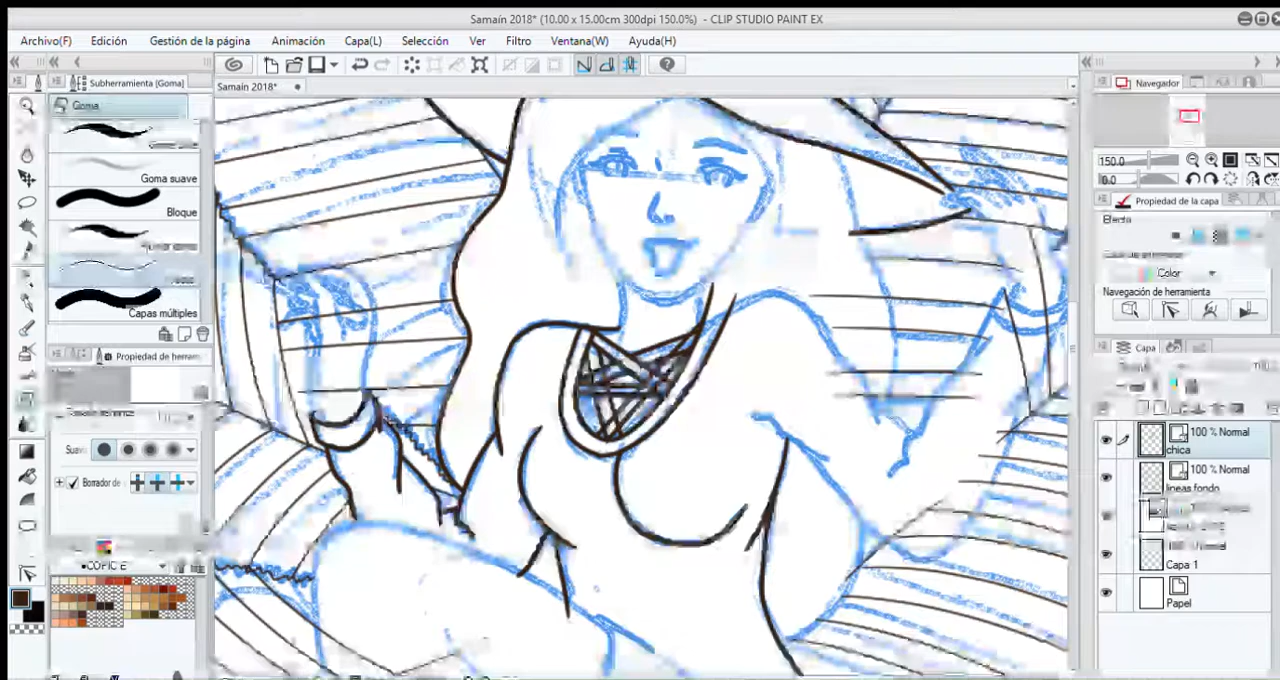 Samaín 2018* (10.00 x 15.00cm 300dpi 150.0%) - CLIP STUDIO PAINT EX
Archivo(F) Edición Gestión de la página Animación Capa(L) Selección Ver Filtro Ventana(W) Ayuda(H)
Subherramienta (Goma)
Samaín 2018*
Navegador
Goma
Goma suave
Bloque
Capas múltiples
150.0
0.0
Propiedad de la capa
Efecto
Color
Navegación de herramienta
Propiedad de herram
Capa
Suav
Borrador de
100 % Normal
chica
100 % Normal
lineas fondo
Capa 1
Papel